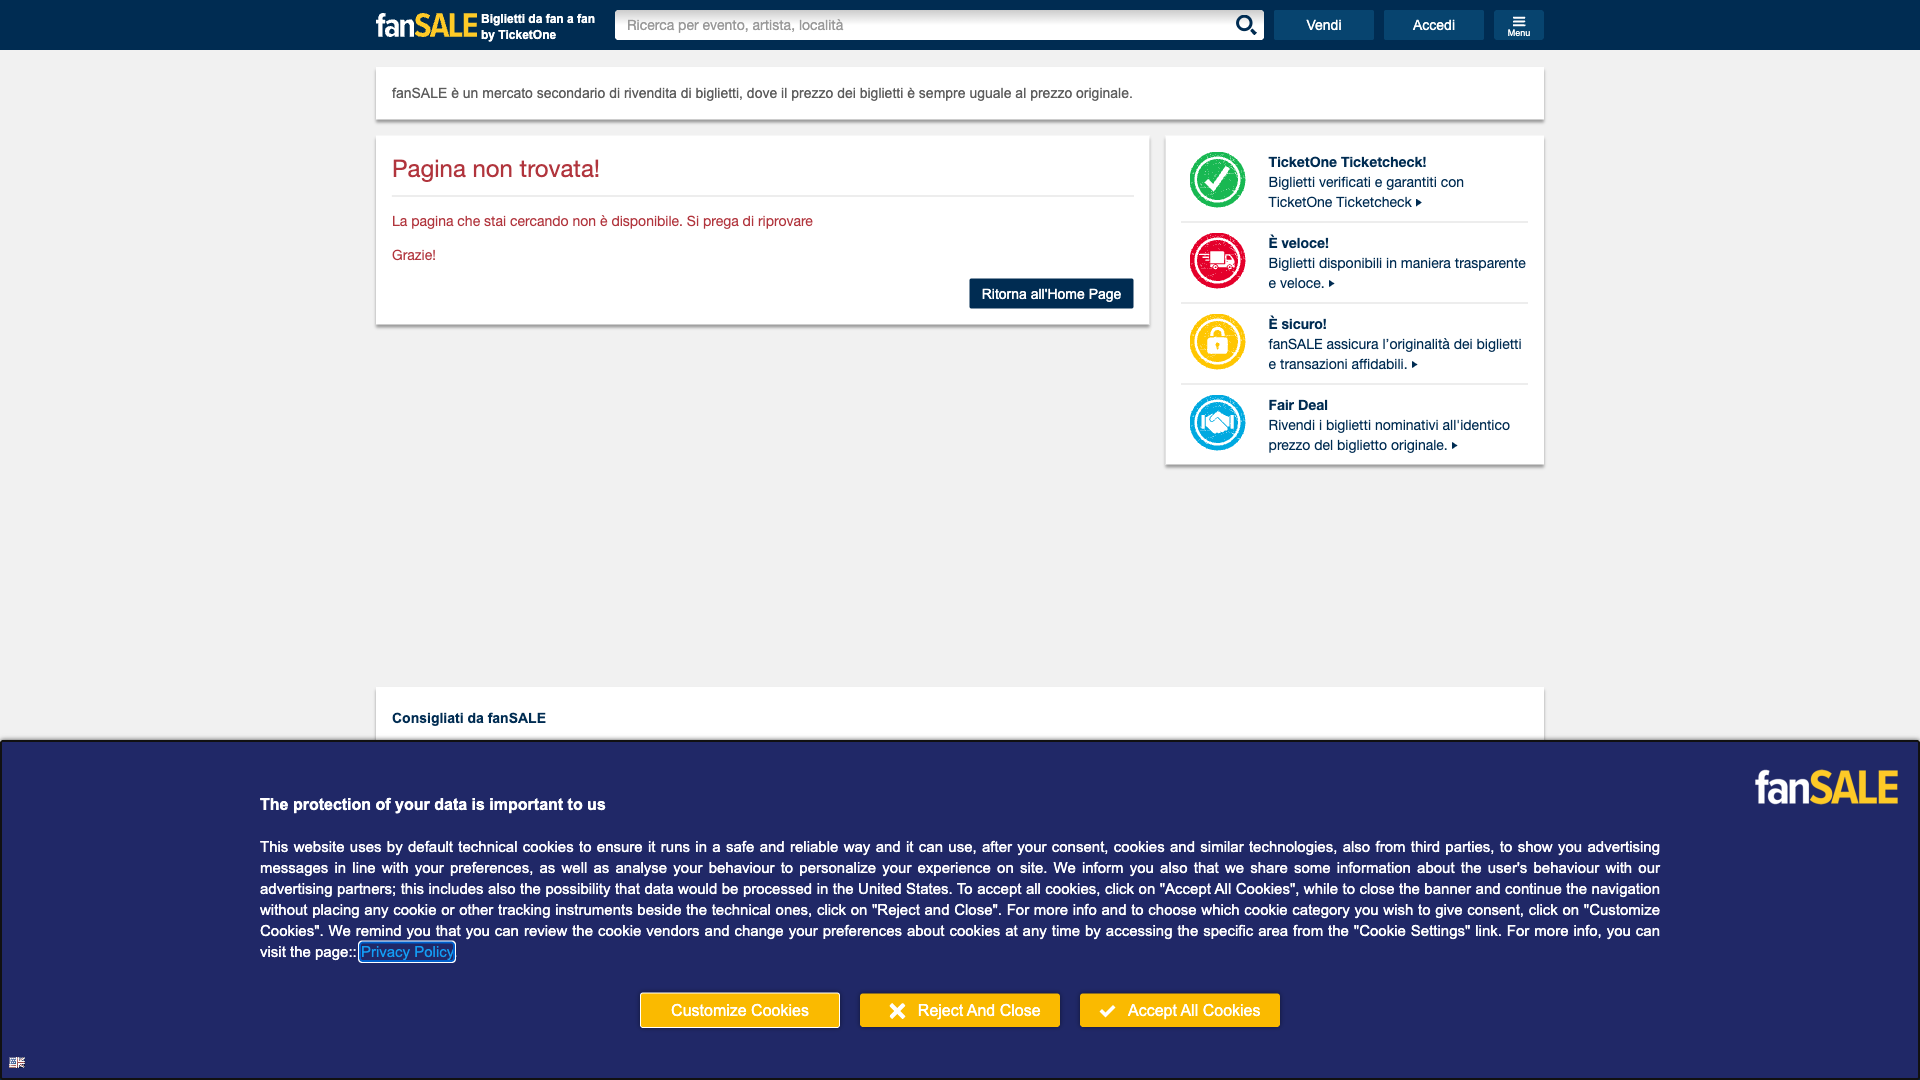 fanSALE Biglietti da fan a fan
by TicketOne
Ricerca per evento, artista, località
Vendi
Accedi
Menu
fanSALE è un mercato secondario di rivendita di biglietti, dove il prezzo dei biglietti è sempre uguale al prezzo originale.
Pagina non trovata!
La pagina che stai cercando non è disponibile. Si prega di riprovare
Grazie!
Ritorna all'Home Page
TicketOne Ticketcheck!
Biglietti verificati e garantiti con
TicketOne Ticketcheck
È veloce!
Biglietti disponibili in maniera trasparente
e veloce.
È sicuro!
fanSALE assicura l'originalità dei biglietti
e transazioni affidabili.
Fair Deal
Rivendi i biglietti nominativi all'identico
prezzo del biglietto originale.
Consigliati da fanSALE
fanSALE
The protection of your data is important to us
This website uses by default technical cookies to ensure it runs in a safe and reliable way and it can use, after your consent, cookies and similar technologies, also from third parties, to show you advertising
messages in line with your preferences, as well as analyse your behaviour to personalize your experience on site. We inform you also that we share some information about the user's behaviour with our
advertising partners; this includes also the possibility that data would be processed in the United States. To accept all cookies, click on "Accept All Cookies", while to close the banner and continue the navigation
without placing any cookie or other tracking instruments beside the technical ones, click on "Reject and Close". For more info and to choose which cookie category you wish to give consent, click on "Customize
Cookies". We remind you that you can review the cookie vendors and change your preferences about cookies at any time by accessing the specific area from the "Cookie Settings" link. For more info, you can
visit the page:: Privacy Policy.
Customize Cookies
Reject And Close
Accept All Cookies